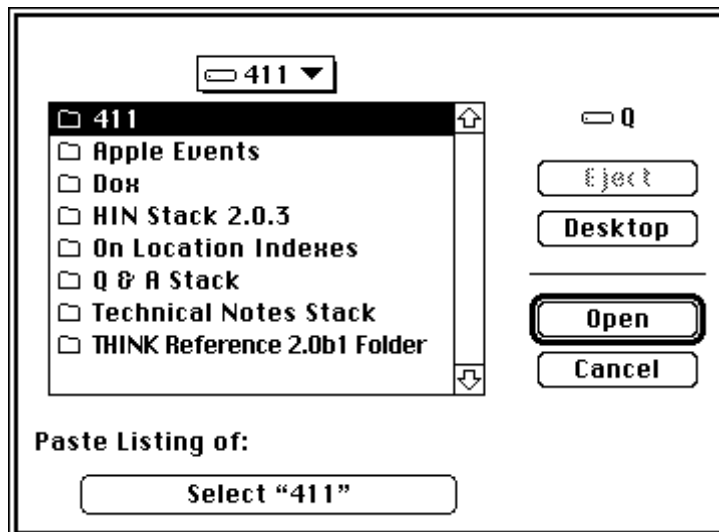 411
411
Apple Events
Dox
HIN Stack 2.0.3
On Location Indexes
Q & A Stack
Technical Notes Stack
THINK Reference 2.0b1 Folder
Q
Eject
Desktop
Open
Cancel
Paste Listing of:
Select “411”